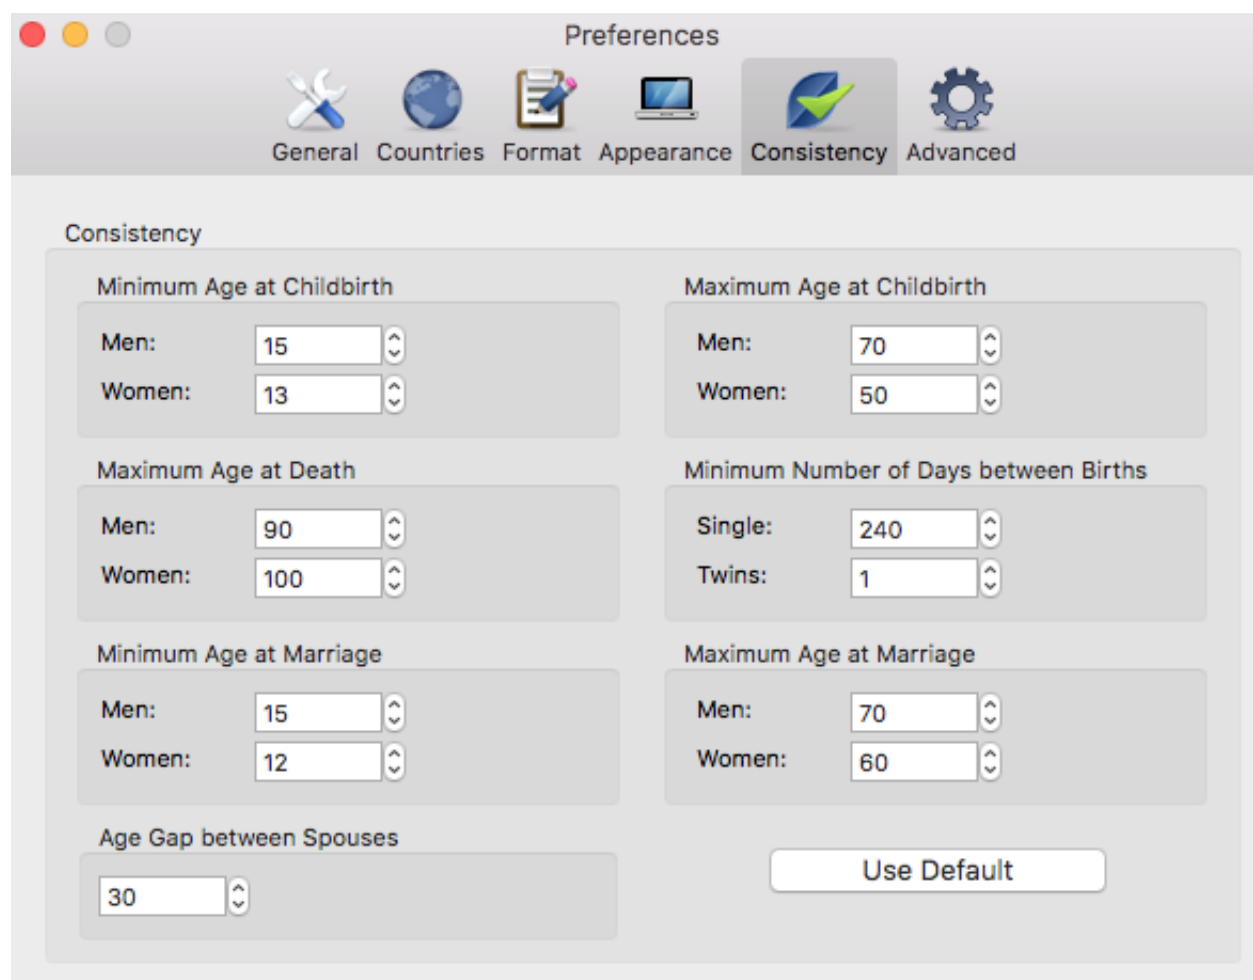 Preferences
General Countries Format Appearance Consistency Advanced
Consistency
Minimum Age at Childbirth
Men: 15
Women: 13
Maximum Age at Childbirth
Men: 70
Women: 50
Maximum Age at Death
Men: 90
Women: 100
Minimum Number of Days between Births
Single: 240
Twins: 1
Minimum Age at Marriage
Men: 15
Women: 12
Maximum Age at Marriage
Men: 70
Women: 60
Age Gap between Spouses
30
Use Default